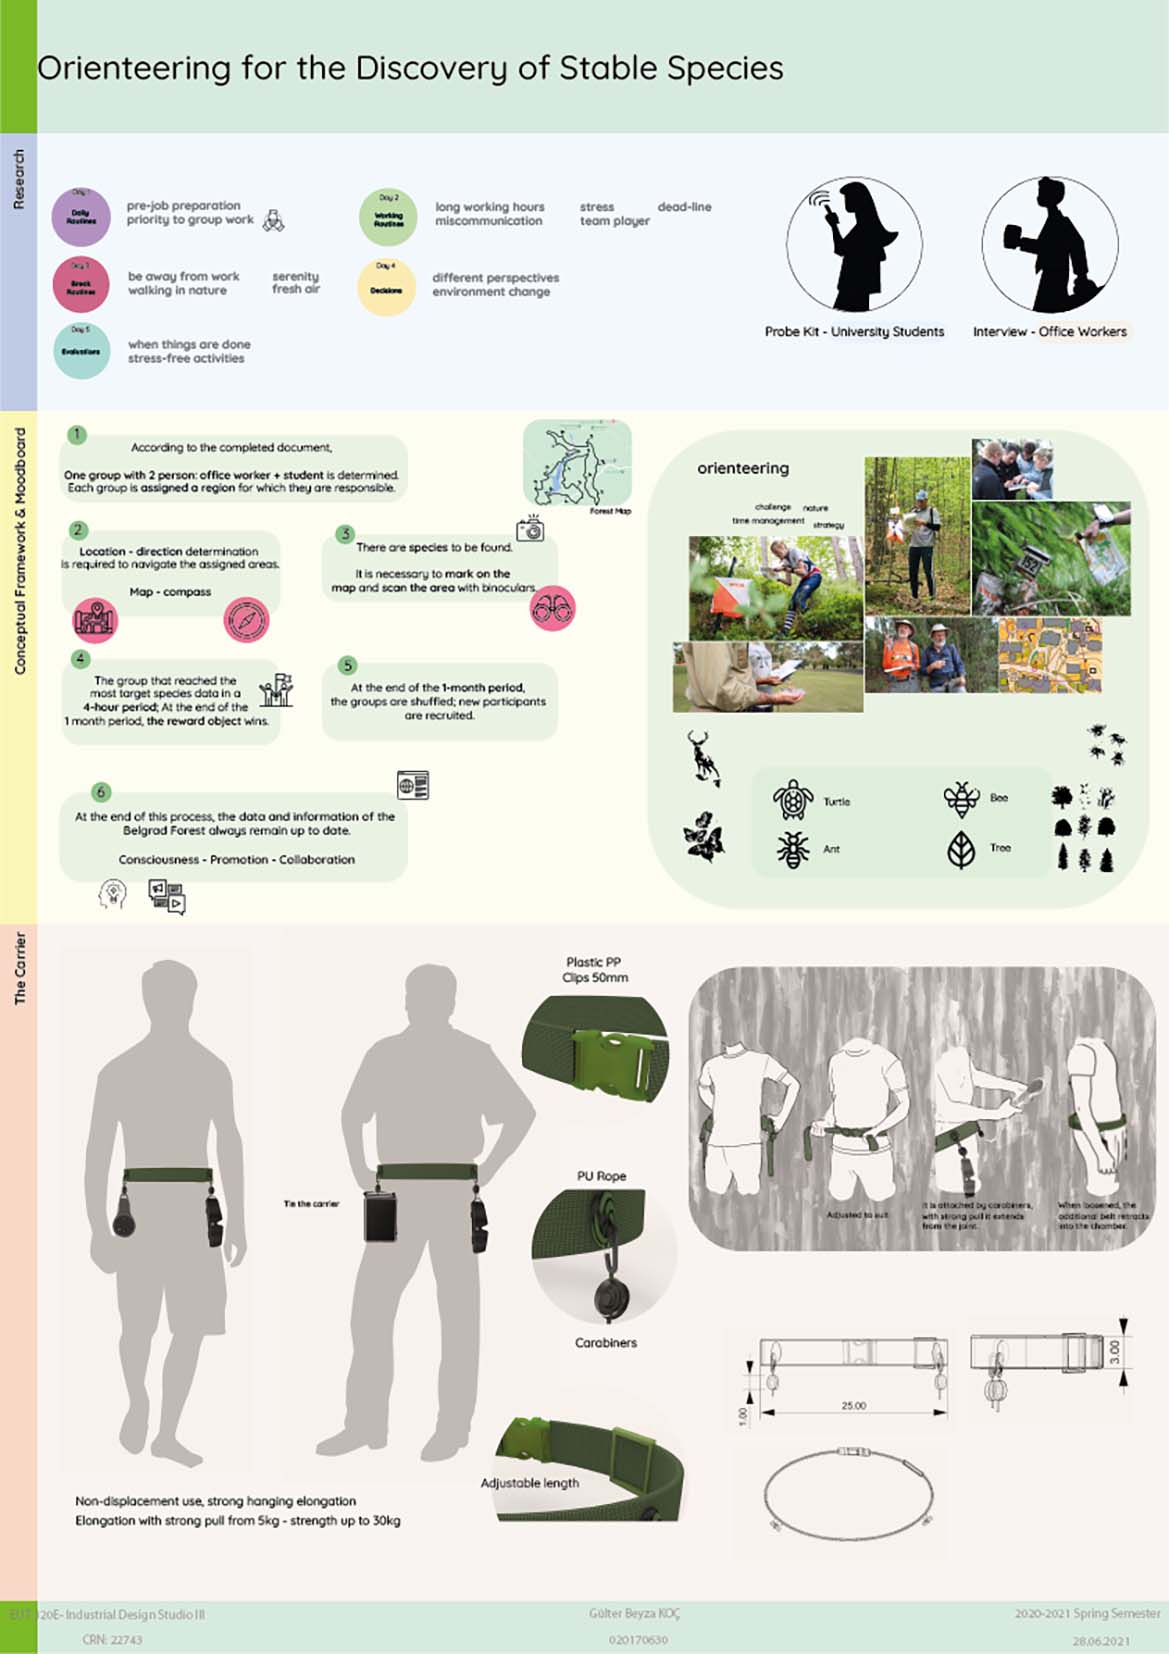 Orienteering for the Discovery of Stable Species
Research
Day 1
Daily
Routines
pre-job preparation
priority to group work
Day 2
Working
Routines
long working hours
miscommunication
stress
team player
dead-line
Day 3
Break
Routines
be away from work
walking in nature
serenity
fresh air
Day 4
Decisions
different perspectives
environment change
Day 5
Evaluations
when things are done
stress-free activities
Probe Kit - University Students
Interview - Office Workers
Conceptual Framework & Moodboard
1
According to the completed document,
One group with 2 person: office worker + student is determined.
Each group is assigned a region for which they are responsible.
Forest Map
2
Location - direction determination
is required to navigate the assigned areas.
Map - compass
3
There are species to be found.
It is necessary to mark on the
map and scan the area with binoculars.
4
The group that reached the
most target species data in a
4-hour period; At the end of the
1 month period, the reward object wins.
5
At the end of the 1-month period,
the groups are shuffled; new participants
are recruited.
6
At the end of this process, the data and information of the
Belgrad Forest always remain up to date.
Consciousness - Promotion - Collaboration
orienteering
challenge nature
time management strategy
152
Turtle
Bee
Ant
Tree
The Carrier
Tie the carrier
Plastic PP
Clips 50mm
PU Rope
Carabiners
Adjustable length
Adjusted to suit.
It is attached by carabiners,
with strong pull it extends
from the joint.
When loosened, the
additional belt retracts
into the chamber.
1.00
25.00
3.00
Non-displacement use, strong hanging elongation
Elongation with strong pull from 5kg - strength up to 30kg
EUT 320E- Industrial Design Studio III
CRN: 22743
Gülter Beyza KOÇ
020170630
2020-2021 Spring Semester
28.06.2021